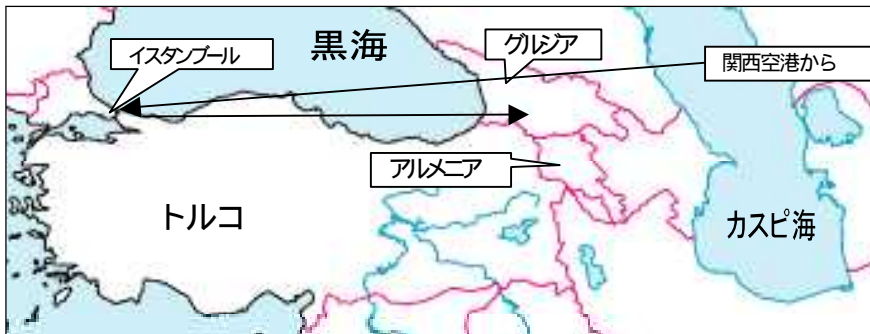 黒海
グルジア
イスタンブール
関西空港から
アルメニア
トルコ
カスピ海